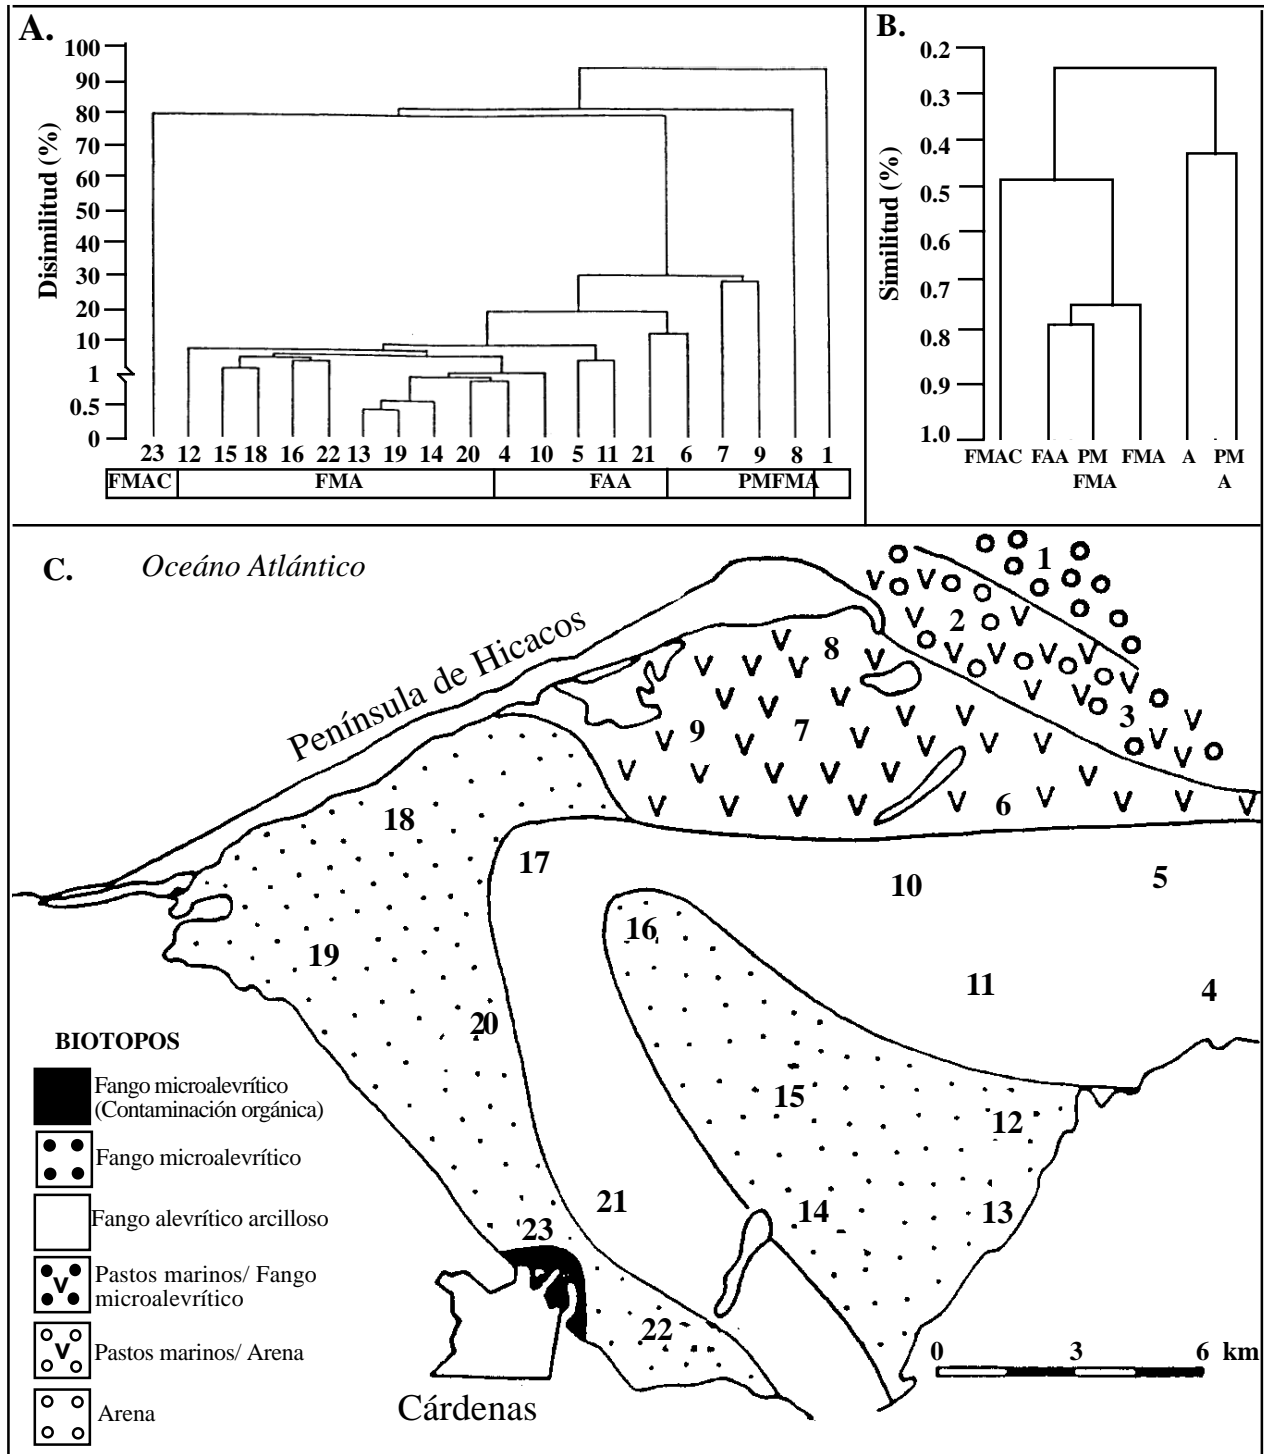 A.
100
90
80
70
60
50
40
30
20
10
1
0.5
0
Disimilitud (%)
23 12 15 18 16 22 13 19 14 20 4 10 5 11 21 6 7 9 8 1
FMAC FMA FAA PMFMA
B.
0.2
0.3
0.4
0.5
0.6
0.7
0.8
0.9
1.0
Similitud (%)
FMAC FAA PM FMA A PM
FMA A
C.
Oceáno Atlántico
Península de Hicacos
1
2
3
8
9
7
6
18
17
10
5
16
19
11
4
20
15
12
21
14
13
23
22
Cárdenas
BIOTOPOS
Fango microalevrítico
(Contaminación orgánica)
Fango microalevrítico
Fango alevrítico arcilloso
V
Pastos marinos/ Fango
microalevrítico
V
Pastos marinos/ Arena
Arena
0 3 6 km